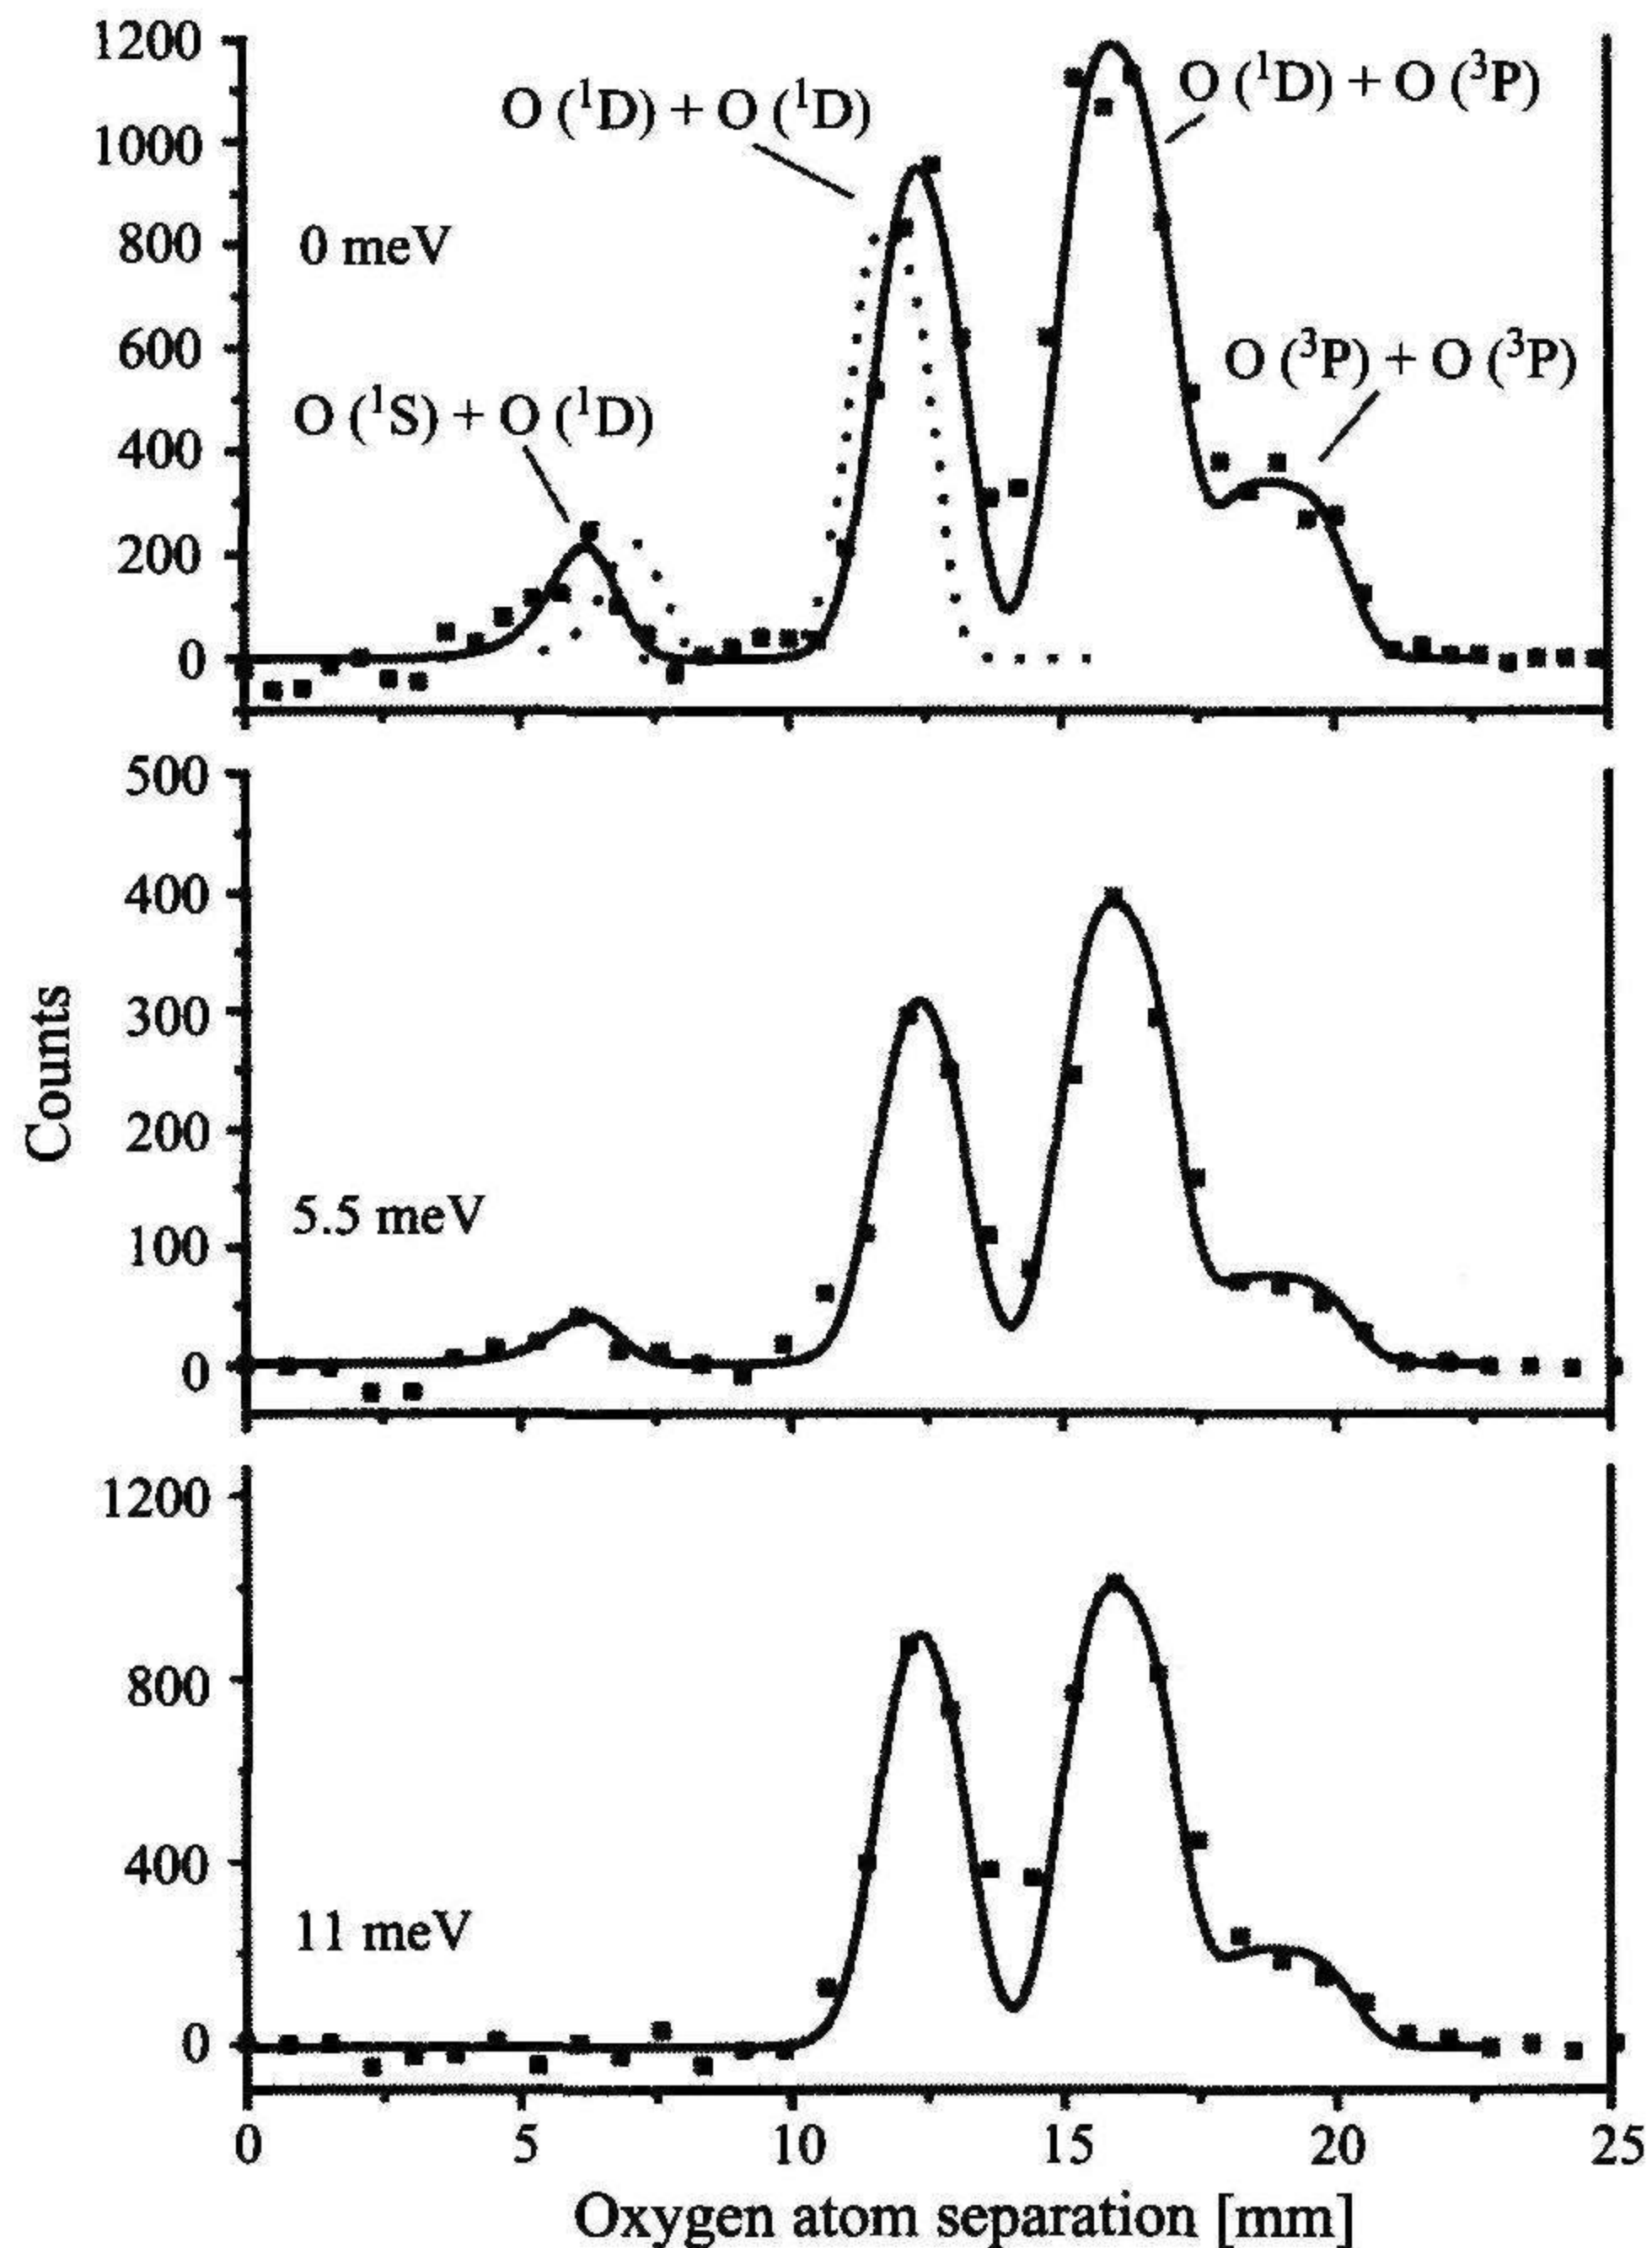 1200
1000
800
600
400
200
0
O (¹D) + O (¹D)
O (¹D) + O (³P)
0 meV
O (³P) + O (³P)
O (¹S) + O (¹D)
500
400
300
200
100
0
5.5 meV
Counts
1200
800
400
0
11 meV
0 5 10 15 20 25
Oxygen atom separation [mm]